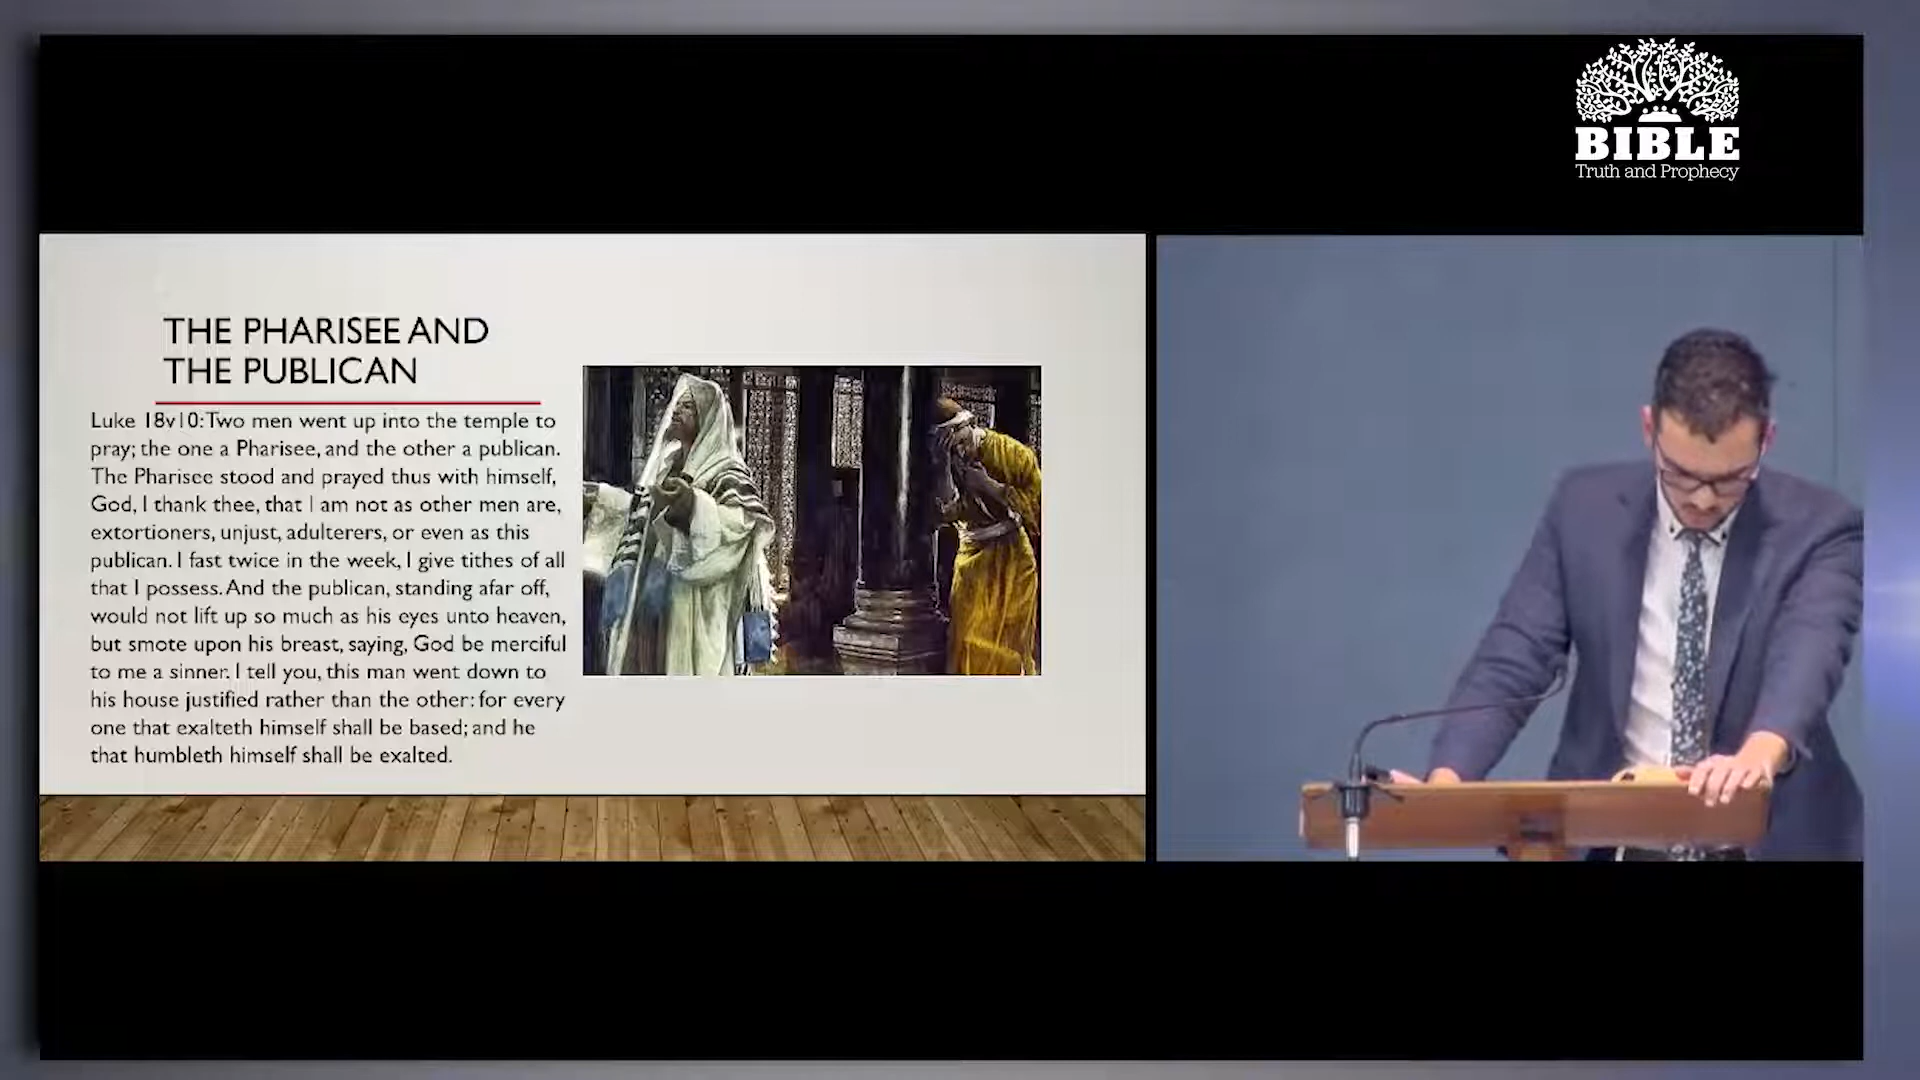 BIBLE
Truth and Prophecy
THE PHARISEE AND
THE PUBLICAN
Luke 18v10: Two men went up into the temple to
pray; the one a Pharisee, and the other a publican.
The Pharisee stood and prayed thus with himself,
God, I thank thee, that I am not as other men are,
extortioners, unjust, adulterers, or even as this
publican. I fast twice in the week, I give tithes of all
that I possess. And the publican, standing afar off,
would not lift up so much as his eyes unto heaven,
but smote upon his breast, saying, God be merciful
to me a sinner. I tell you, this man went down to
his house justified rather than the other: for every
one that exalteth himself shall be based; and he
that humbleth himself shall be exalted.